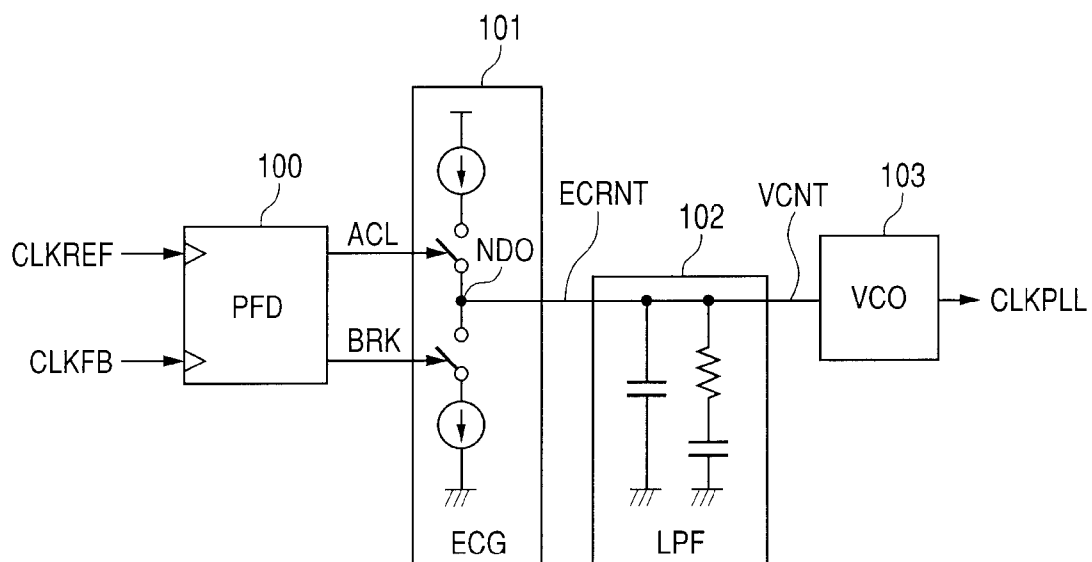 101
100
ECRNT
VCNT
103
102
CLKREF
ACL
NDO
PFD
VCO
CLKPLL
CLKFB
BRK
ECG
LPF